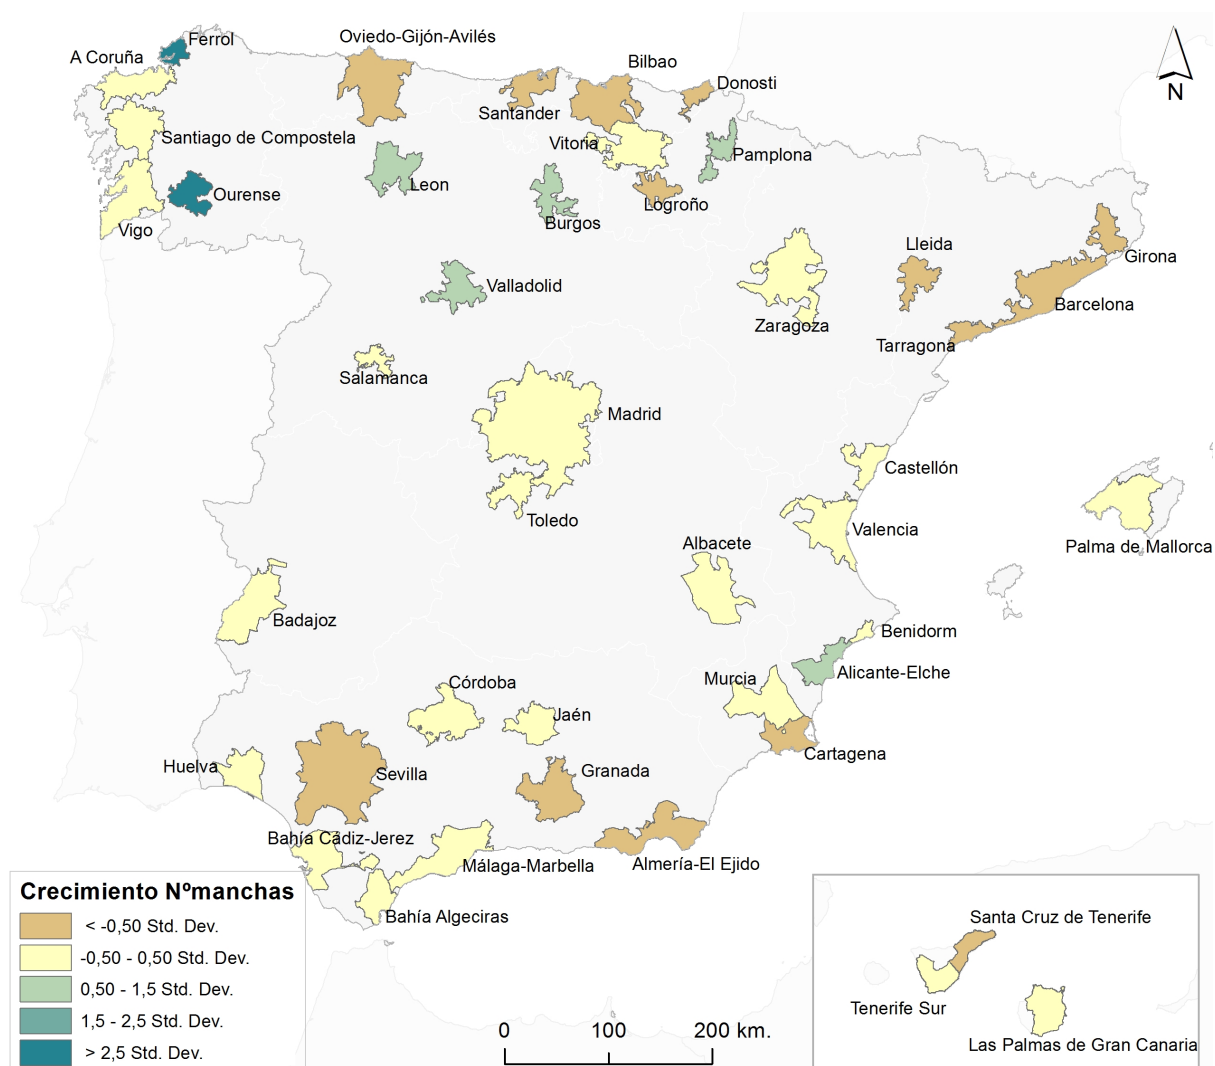 Ferrol
Oviedo-Gijón-Avilés
A Coruña
Bilbao
Donosti
Santander
Santiago de Compostela
Vitoria
Pamplona
Leon
Ourense
Logroño
Vigo
Burgos
Lleida
Girona
Valladolid
Barcelona
Zaragoza
Tarragona
Salamanca
Madrid
Castellón
Toledo
Valencia
Albacete
Palma de Mallorca
Badajoz
Benidorm
Alicante-Elche
Murcia
Córdoba
Jaén
Cartagena
Huelva
Sevilla
Granada
Bahía Cádiz-Jerez
Málaga-Marbella
Almería-El Ejido
Bahía Algeciras
N
Crecimiento Nºmanchas
< -0,50 Std. Dev.
-0,50 - 0,50 Std. Dev.
0,50 - 1,5 Std. Dev.
1,5 - 2,5 Std. Dev.
> 2,5 Std. Dev.
0 100 200 km.
Santa Cruz de Tenerife
Tenerife Sur
Las Palmas de Gran Canaria